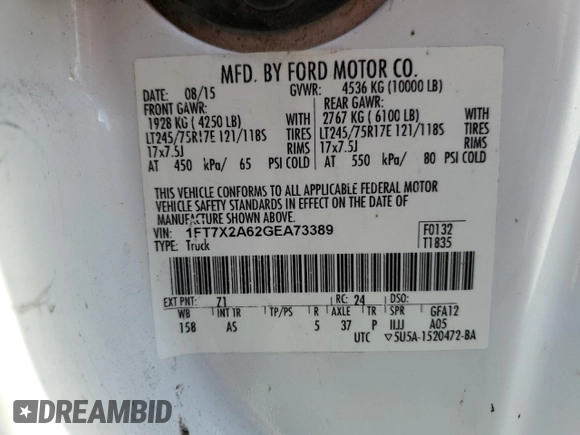 MFD. BY FORD MOTOR CO.
DATE: 08/15 GVWR: 4536 KG (10000 LB)
FRONT GAWR: REAR GAWR:
1928 KG ( 4250 LB) WITH 2767 KG ( 6100 LB) WITH
LT245/75R17E 121/118S TIRES LT245/75R17E 121/118S TIRES
17x7.5J RIMS 17x7.5J RIMS
AT 450 kPa/ 65 PSI COLD AT 550 kPa/ 80 PSI COLD
THIS VEHICLE CONFORMS TO ALL APPLICABLE FEDERAL MOTOR
VEHICLE SAFETY STANDARDS IN EFFECT ON THE DATE OF
MANUFACTURE SHOWN ABOVE.
VIN: 1FT7X2A62GEA73389 F0132
TYPE: Truck T1835
EXT PNT: Z1 RC: 24 DSO:
WB INT TR TP/PS R AXLE TR SPR GFA12
158 AS 5 37 P IIJJ A05
UTC ▽5U5A-1520472-BA
DREAMBID